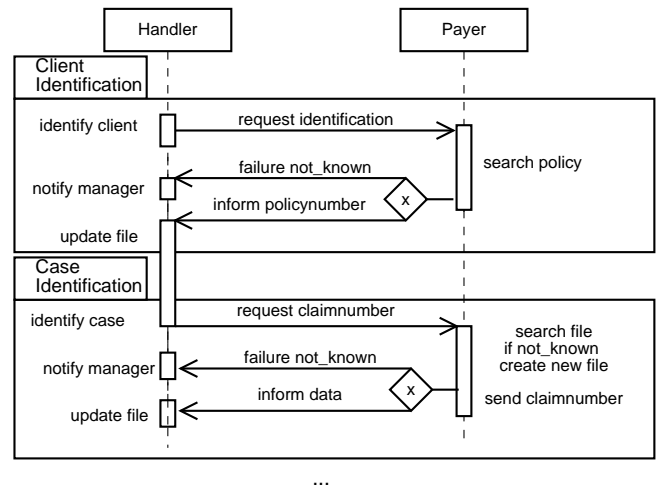 Handler
Payer
Client
Identification
identify client
request identification
search policy
failure not_known
notify manager
x
inform policynumber
update file
Case
Identification
request claimnumber
identify case
search file
if not_known
create new file
failure not_known
notify manager
x
inform data
send claimnumber
update file
...